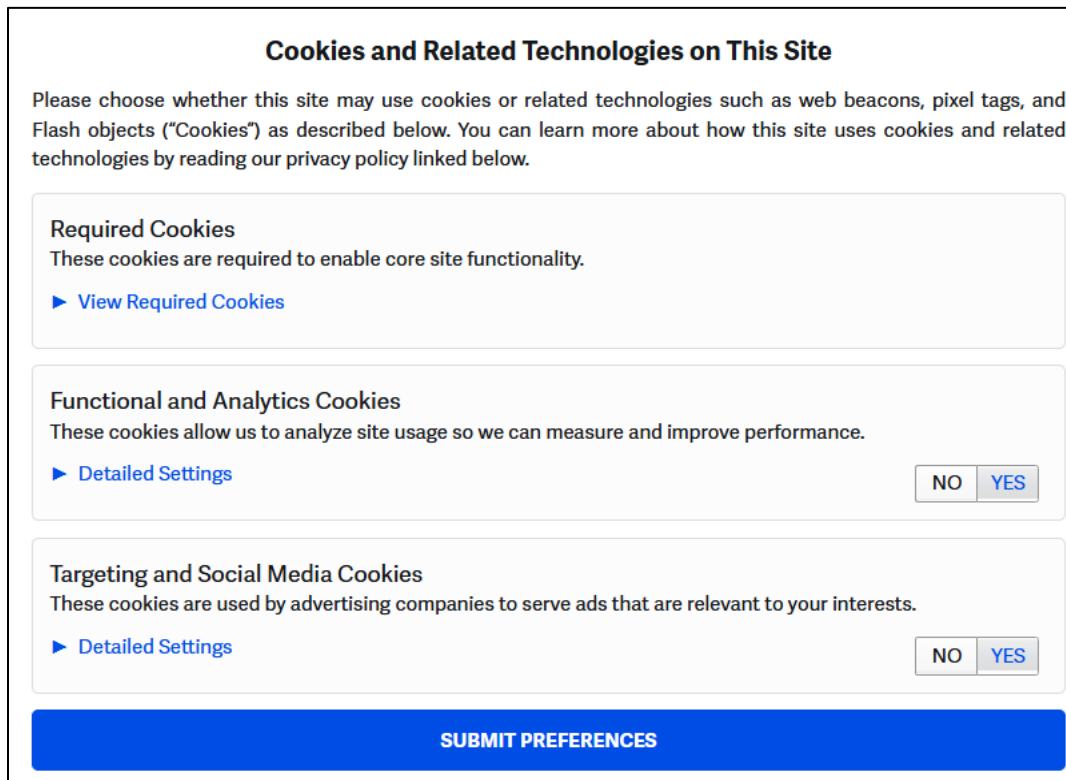 Cookies and Related Technologies on This Site
Please choose whether this site may use cookies or related technologies such as web beacons, pixel tags, and
Flash objects (“Cookies”) as described below. You can learn more about how this site uses cookies and related
technologies by reading our privacy policy linked below.
Required Cookies
These cookies are required to enable core site functionality.
► View Required Cookies
Functional and Analytics Cookies
These cookies allow us to analyze site usage so we can measure and improve performance.
► Detailed Settings
NO YES
Targeting and Social Media Cookies
These cookies are used by advertising companies to serve ads that are relevant to your interests.
► Detailed Settings
NO YES
SUBMIT PREFERENCES